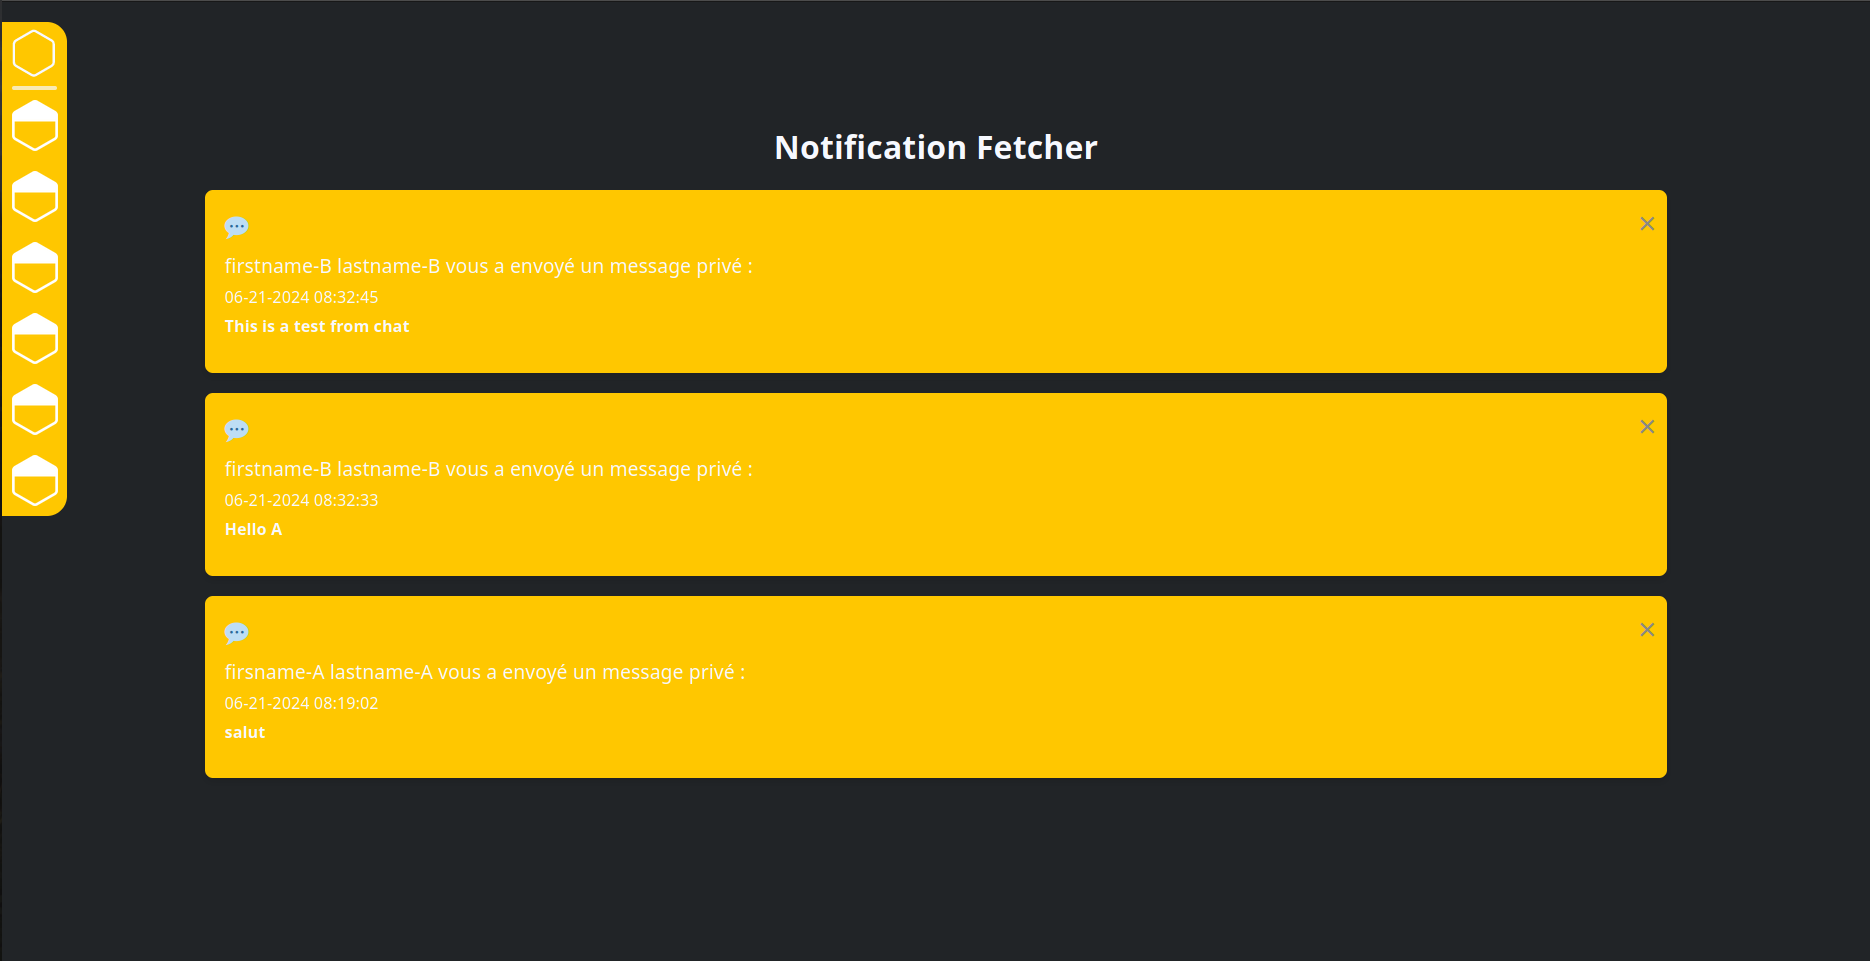 Notification Fetcher
firstname-B lastname-B vous a envoyé un message privé :
06-21-2024 08:32:45
This is a test from chat
firstname-B lastname-B vous a envoyé un message privé :
06-21-2024 08:32:33
Hello A
firsname-A lastname-A vous a envoyé un message privé :
06-21-2024 08:19:02
salut